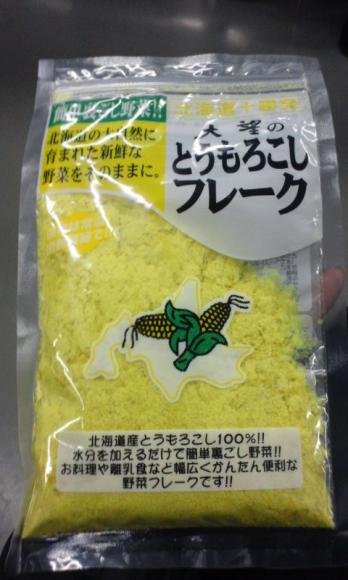 簡単裏ごし野菜!!
北海道の大自然に
育まれた新鮮な
野菜をそのままに。
北海道十勝発
大望の
とうもろこし
フレーク
北海道産とうもろこし100%!!
水分を加えるだけで簡単裏ごし野菜!!
お料理や離乳食など幅広くかんたん便利な
野菜フレークです!!